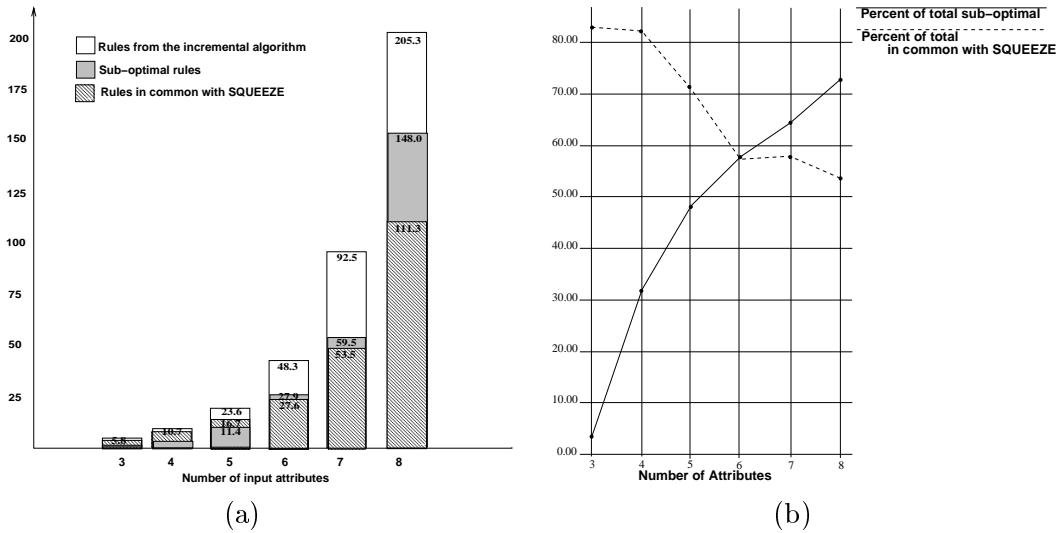 200
175
150
125
100
75
50
25
Rules from the incremental algorithm
Sub-optimal rules
Rules in common with SQUEEZE
5.8
10.7
23.6
16.7
11.4
48.3
27.9
27.6
92.5
59.5
53.5
205.3
148.0
111.3
3 4 5 6 7 8
Number of input attributes
(a)
Percent of total sub-optimal
Percent of total
in common with SQUEEZE
80.00
70.00
60.00
50.00
40.00
30.00
20.00
10.00
0.00
3 4 5 6 7 8
Number of Attributes
(b)